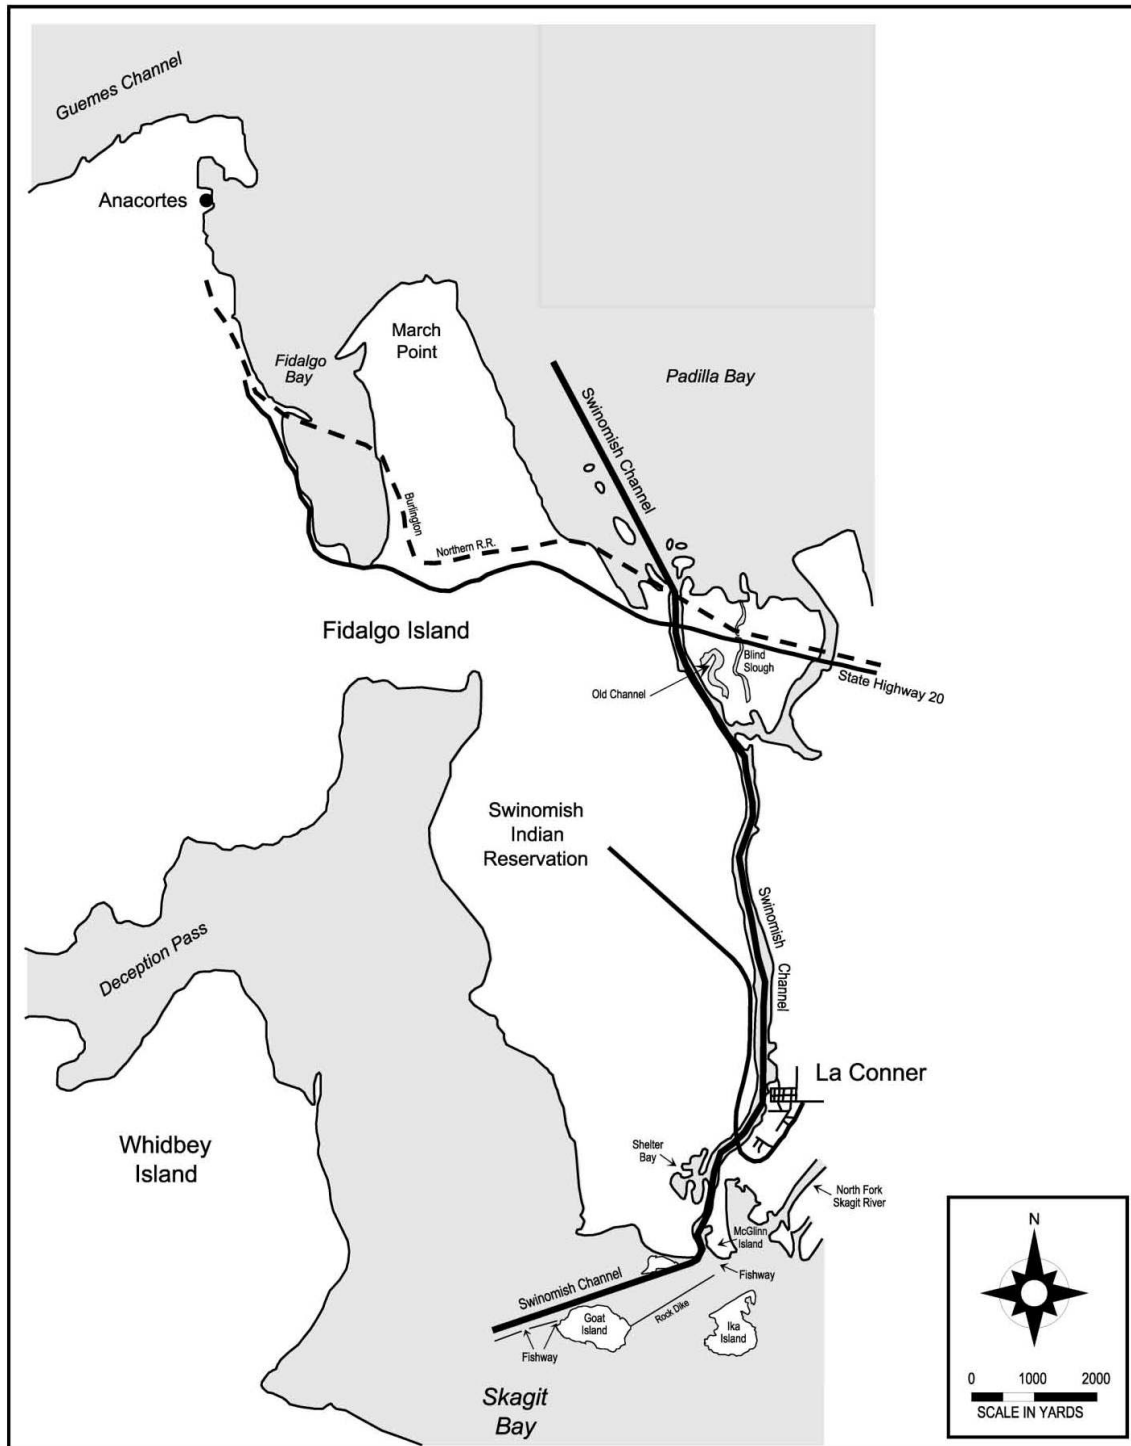 Guemes Channel
Anacortes
March
Point
Fidalgo
Bay
Padilla Bay
Swinomish Channel
Burlington
Northern R.R.
Fidalgo Island
Blind
Slough
Old Channel
State Highway 20
Swinomish
Indian
Reservation
Swinomish Channel
Deception Pass
La Conner
Whidbey
Island
Shelter
Bay
North Fork
Skagit River
McGlinn
Island
Fishway
Swinomish Channel
Goat
Island
Rock Dike
Ika
Island
Fishway
Skagit
Bay
N
0 1000 2000
SCALE IN YARDS